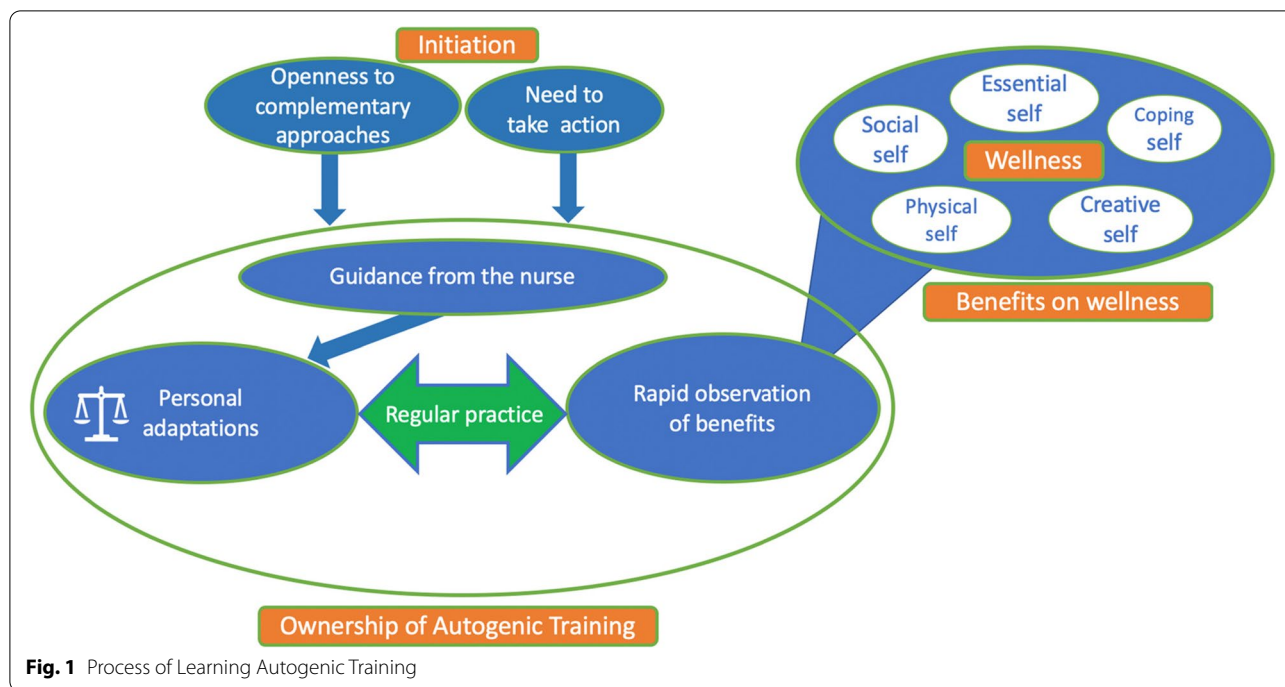 Initiation
Openness to
complementary
approaches
Need to
take action
Essential
self
Social
self
Coping
self
Wellness
Physical
self
Creative
self
Benefits on wellness
Guidance from the nurse
Personal
adaptations
Regular practice
Rapid observation
of benefits
Ownership of Autogenic Training
Fig. 1 Process of Learning Autogenic Training